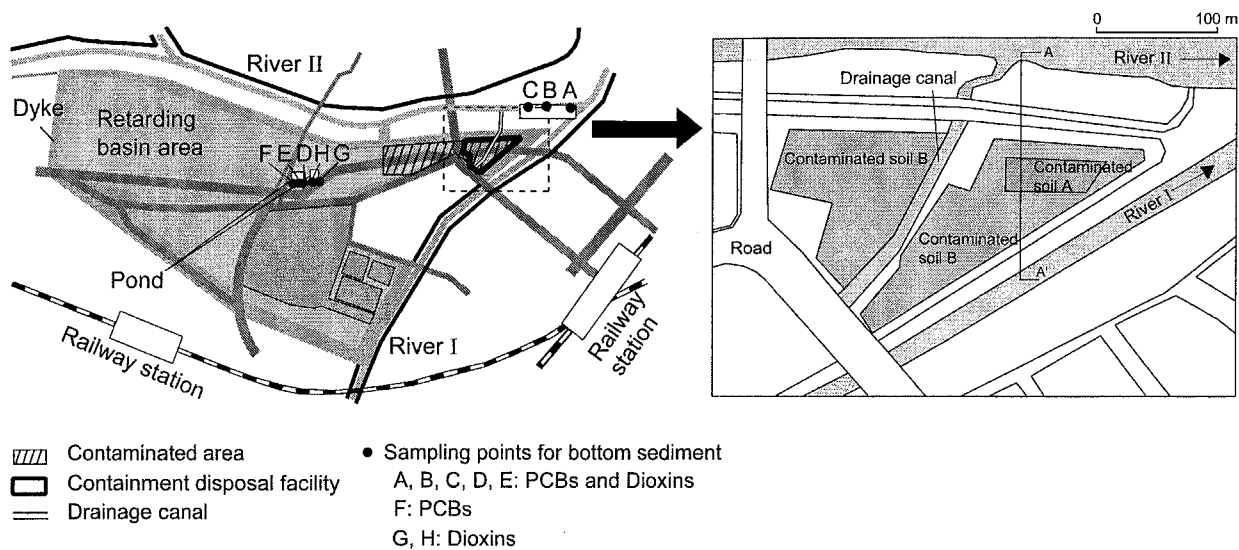 River II
Dyke
Retarding
basin area
C B A
F E D H G
Pond
River I
Railway station
Railway
station
0 100 m
A
River II
Drainage canal
Contaminated soil B
Contaminated
soil A
River I
Contaminated
soil B
Road
A'
Contaminated area
Containment disposal facility
Drainage canal
Sampling points for bottom sediment
A, B, C, D, E: PCBs and Dioxins
F: PCBs
G, H: Dioxins